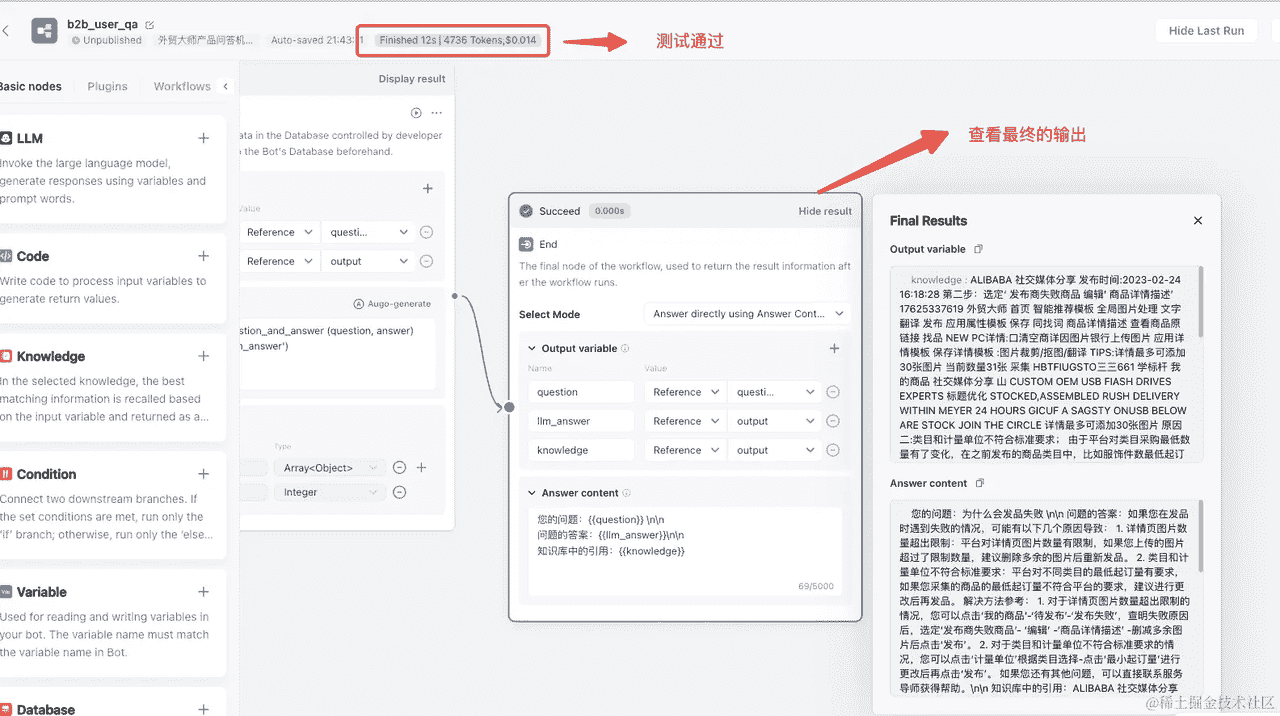 b2b_user_qa
Unpublished
外贸大师产品问答机...
Auto-saved 21:43:
Finished 12s | 4736 Tokens,$0.014
测试通过
Hide Last Run
Basic nodes
Plugins
Workflows
LLM
Invoke the large language model,
generate responses using variables and
prompt words.
Code
Write code to process input variables to
generate return values.
Knowledge
In the selected knowledge, the best
matching information is recalled based
on the input variable and returned as a...
Condition
Connect two downstream branches. If
the set conditions are met, run only the
'if' branch; otherwise, run only the 'else...
Variable
Used for reading and writing variables in
your bot. The variable name must match
the variable name in Bot.
Database
Display result
ata in the Database controlled by developer
the Bot's Database beforehand.
Value
Reference
questi...
Reference
output
Augo-generate
stion_and_answer (question, answer)
m_answer')
Type
Array<Object>
Integer
查看最终的输出
Succeed
0.000s
Hide result
End
The final node of the workflow, used to return the result information aft
er the workflow runs.
Select Mode
Answer directly using Answer Cont...
Output variable
Name
Value
question
Reference
questi...
llm_answer
Reference
output
knowledge
Reference
output
Answer content
您的问题：{{question}} \n\n
问题的答案：{{llm_answer}}\n\n
知识库中的引用：{{knowledge}}
69/5000
Final Results
Output variable
knowledge : ALIBABA 社交媒体分享 发布时间:2023-02-24
16:18:28 第二步：选定‘ 发布商失败商品 编辑’ 商品详情描述’
17625337619 外贸大师 首页 智能推荐模板 全局图片处理 文字
翻译 发布 应用属性模板 保存 同找词 商品详情描述 查看商品原
链接 找品 NEW PC详情:口清空商详因图片银行上传图片 应用详
情模板 保存详情模板 :图片裁剪/抠图/翻译 TIPS:详情最多可添加
30张图片 当前数量31张 采集 HBTFIUGSTO三三661 学标杆 我
的商品 社交媒体分享 山 CUSTOM OEM USB FIASH DRIVES
EXPERTS 标题优化 STOCKED,ASSEMBLED RUSH DELIVERY
WITHIN MEYER 24 HOURS GICUF A SAGSTY ONUSB BELOW
ARE STOCK JOIN THE CIRCLE 详情最多可添加30张图片 原因
二:类目和计量单位不符合标准要求； 由于平台对类目采购最低数
量有了变化，在之前发布的商品类目中，比如服饰件数最低起订
Answer content
您的问题：为什么会发品失败 \n\n 问题的答案：如果您在发品
时遇到失败的情况，可能有以下几个原因导致： 1. 详情页图片数
量超出限制：平台对详情页图片数量有限制，如果您上传的图片
超过了限制数量，建议删除多余的图片后重新发品。 2. 类目和计
量单位不符合标准要求：平台对不同类目的最低起订量有要求，
如果您采集的商品的最低起订量不符合平台的要求，建议进行更
改后再发品。 解决方法参考： 1. 对于详情页图片数量超出限制的
情况，您可以点击‘我的商品’-‘待发布’-‘发布失败’，查明失败原因
后，选定‘发布商失败商品’- ‘编辑’ -‘商品详情描述’ -删减多余图
片后点击‘发布’。 2. 对于类目和计量单位不符合标准要求的情
况，您可以点击‘计量单位’根据类目选择-点击‘最小起订量’进行
更改后再点击‘发布’。 如果您还有其他问题，可以直接联系服务
导师获得帮助。\n\n 知识库中的引用：ALIBABA 社交媒体分享
@稀土掘金技术社区